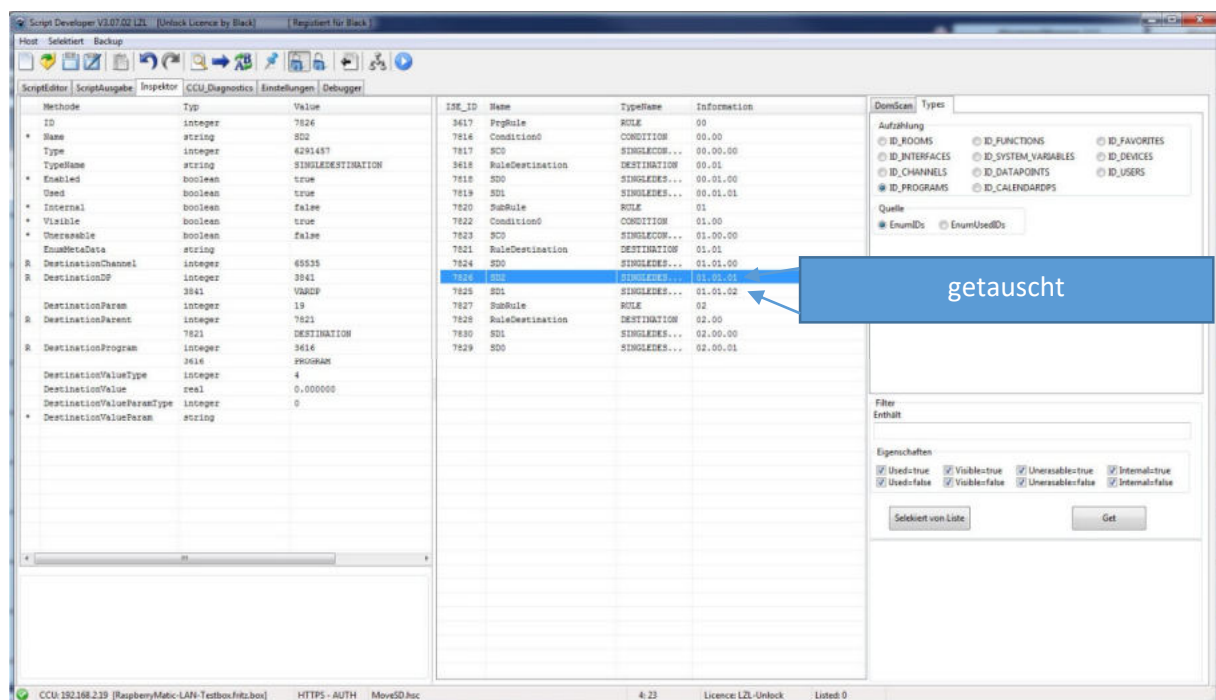 Script Developer V3.07.02 LZL [Unlock Licence by Black] [ Registiert für Black ]
Host Selektiert Backup
ScriptEditor ScriptAusgabe Inspektor CCU_Diagnostics Einstellungen Debugger
Methode Typ Value
ID integer 7826
* Name string SD2
Type integer 6291457
TypeName string SINGLEDESTINATION
* Enabled boolean true
Used boolean true
* Internal boolean false
* Visible boolean true
* Unerasable boolean false
EnumMetaData string
R DestinationChannel integer 65535
R DestinationDP integer 3841
3841 VARDP
DestinationParam integer 19
R DestinationParent integer 7821
7821 DESTINATION
R DestinationProgram integer 3616
3616 PROGRAM
DestinationValueType integer 4
DestinationValue real 0.000000
DestinationValueParamType integer 0
* DestinationValueParam string
ISE_ID Name TypeName Information
3617 PrgRule RULE 00
7816 Condition0 CONDITION 00.00
7817 SC0 SINGLECON... 00.00.00
3618 RuleDestination DESTINATION 00.01
7818 SD0 SINGLEDES... 00.01.00
7819 SD1 SINGLEDES... 00.01.01
7820 SubRule RULE 01
7822 Condition0 CONDITION 01.00
7823 SC0 SINGLECON... 01.00.00
7821 RuleDestination DESTINATION 01.01
7824 SD0 SINGLEDES... 01.01.00
7826 SD2 SINGLEDES... 01.01.01
7825 SD1 SINGLEDES... 01.01.02
7827 SubRule RULE 02
7828 RuleDestination DESTINATION 02.00
7830 SD1 SINGLEDES... 02.00.00
7829 SD0 SINGLEDES... 02.00.01
getauscht
DomScan Types
Aufzählung
ID_ROOMS ID_FUNCTIONS ID_FAVORITES
ID_INTERFACES ID_SYSTEM_VARIABLES ID_DEVICES
ID_CHANNELS ID_DATAPOINTS ID_USERS
ID_PROGRAMS ID_CALENDARDPS
Quelle
EnumIDs EnumUsedIDs
Filter
Enthält
Eigenschaften
Used=true Visible=true Unerasable=true Internal=true
Used=false Visible=false Unerasable=false Internal=false
Selekiert von Liste Get
CCU: 192.168.2.19 [RaspberryMatic-LAN-Testbox.fritz.box] HTTPS - AUTH MoveSD.hsc 4: 23 Licence: LZL-Unlock Listed: 0